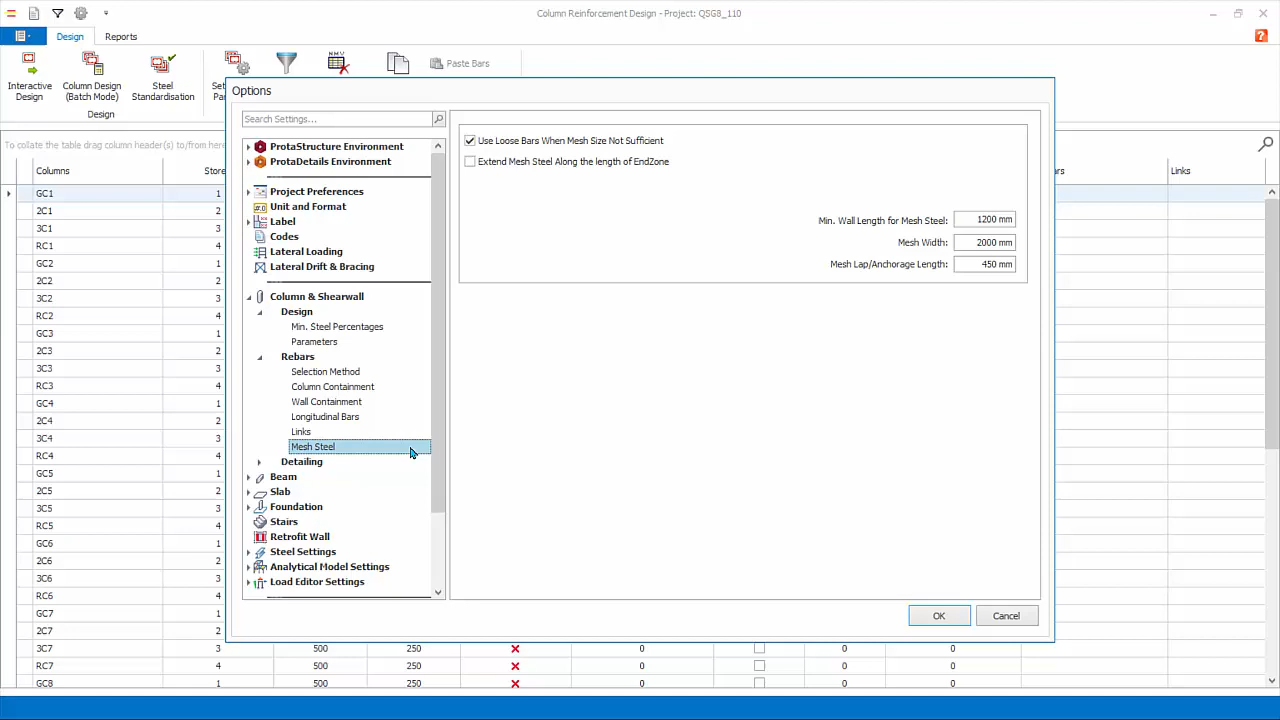 Column Reinforcement Design - Project: QSG8_110
Design
Reports
Interactive Design
Column Design (Batch Mode)
Steel Standardisation
Paste Bars
Design
To collate the table drag column header(s) to/from here
Columns
Store
Links
GC1 1
2C1 2
3C1 3
RC1 4
GC2 1
2C2 2
3C2 3
RC2 4
GC3 1
2C3 2
3C3 3
RC3 4
GC4 1
2C4 2
3C4 3
RC4 4
GC5 1
2C5 2
3C5 3
RC5 4
GC6 1
2C6 2
3C6 3
RC6 4
GC7 1
2C7 2
3C7 3 500 250 0 0 0
RC7 4 500 250 0 0 0
GC8 1 500 250 0 0 0
Options
Search Settings...
ProtaStructure Environment
ProtaDetails Environment
Project Preferences
Unit and Format
Label
Codes
Lateral Loading
Lateral Drift & Bracing
Column & Shearwall
Design
Min. Steel Percentages
Parameters
Rebars
Selection Method
Column Containment
Wall Containment
Longitudinal Bars
Links
Mesh Steel
Detailing
Beam
Slab
Foundation
Stairs
Retrofit Wall
Steel Settings
Analytical Model Settings
Load Editor Settings
Use Loose Bars When Mesh Size Not Sufficient
Extend Mesh Steel Along the length of EndZone
Min. Wall Length for Mesh Steel: 1200 mm
Mesh Width: 2000 mm
Mesh Lap/Anchorage Length: 450 mm
OK
Cancel